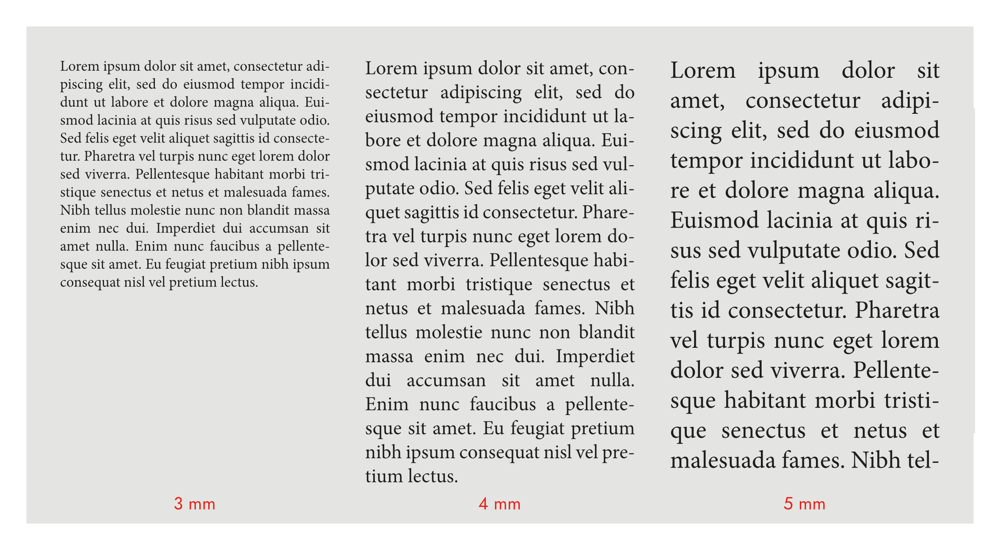 Lorem ipsum dolor sit amet, consectetur adi-
piscing elit, sed do eiusmod tempor incidi-
dunt ut labore et dolore magna aliqua. Eui-
smod lacinia at quis risus sed vulputate odio.
Sed felis eget velit aliquet sagittis id consecte-
tur. Pharetra vel turpis nunc eget lorem dolor
sed viverra. Pellentesque habitant morbi tri-
stique senectus et netus et malesuada fames.
Nibh tellus molestie nunc non blandit massa
enim nec dui. Imperdiet dui accumsan sit
amet nulla. Enim nunc faucibus a pellente-
sque sit amet. Eu feugiat pretium nibh ipsum
consequat nisl vel pretium lectus.
3 mm
Lorem ipsum dolor sit amet, con-
sectetur adipiscing elit, sed do
eiusmod tempor incididunt ut la-
bore et dolore magna aliqua. Eui-
smod lacinia at quis risus sed vul-
putate odio. Sed felis eget velit ali-
quet sagittis id consectetur. Phare-
tra vel turpis nunc eget lorem do-
lor sed viverra. Pellentesque habi-
tant morbi tristique senectus et
netus et malesuada fames. Nibh
tellus molestie nunc non blandit
massa enim nec dui. Imperdiet
dui accumsan sit amet nulla.
Enim nunc faucibus a pellente-
sque sit amet. Eu feugiat pretium
nibh ipsum consequat nisl vel pre-
tium lectus.
4 mm
Lorem ipsum dolor sit
amet, consectetur adipi-
scing elit, sed do eiusmod
tempor incididunt ut labo-
re et dolore magna aliqua.
Euismod lacinia at quis ri-
sus sed vulputate odio. Sed
felis eget velit aliquet sagit-
tis id consectetur. Pharetra
vel turpis nunc eget lorem
dolor sed viverra. Pellente-
sque habitant morbi tristi-
que senectus et netus et
malesuada fames. Nibh tel-
5 mm